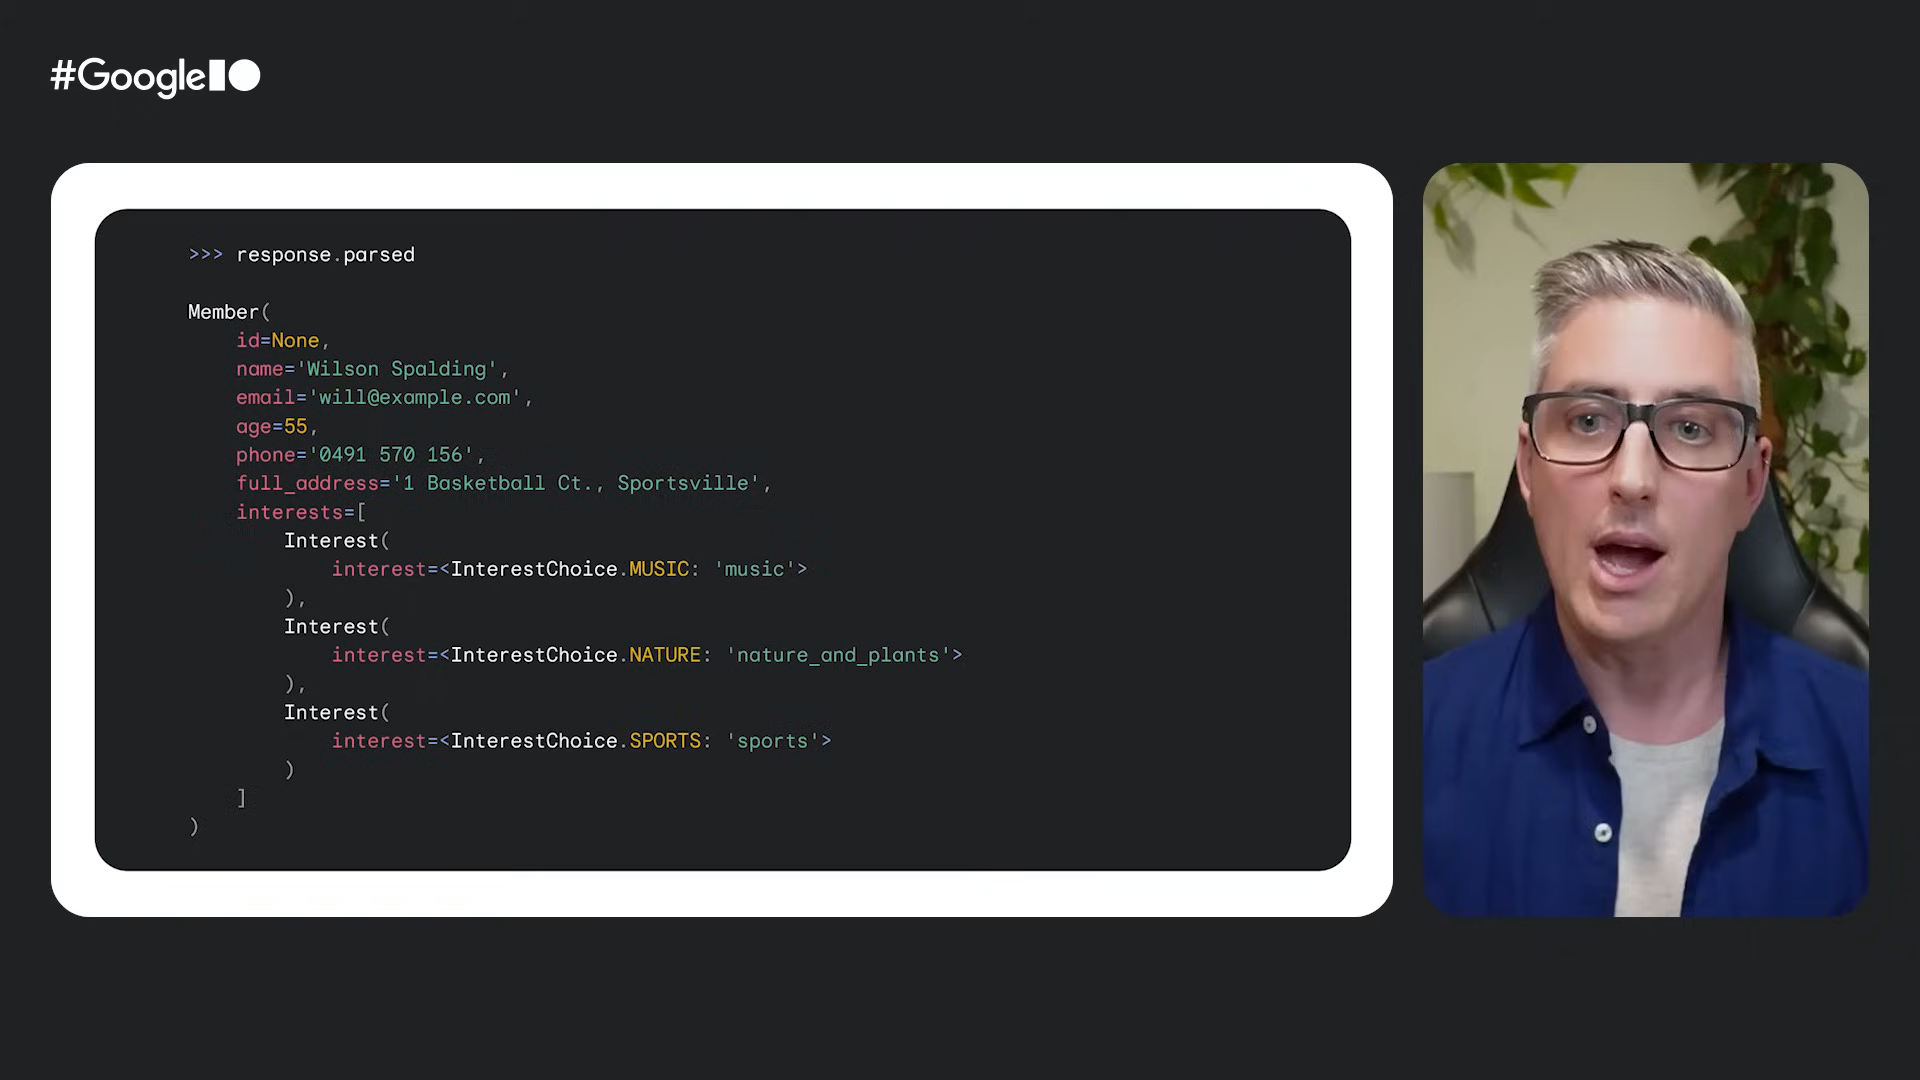 #GoogleIO
>>> response.parsed
Member(
id=None,
name='Wilson Spalding',
email='will@example.com',
age=55,
phone='0491 570 156',
full_address='1 Basketball Ct., Sportsville',
interests=[
Interest(
interest=<InterestChoice.MUSIC: 'music'>
),
Interest(
interest=<InterestChoice.NATURE: 'nature_and_plants'>
),
Interest(
interest=<InterestChoice.SPORTS: 'sports'>
)
]
)